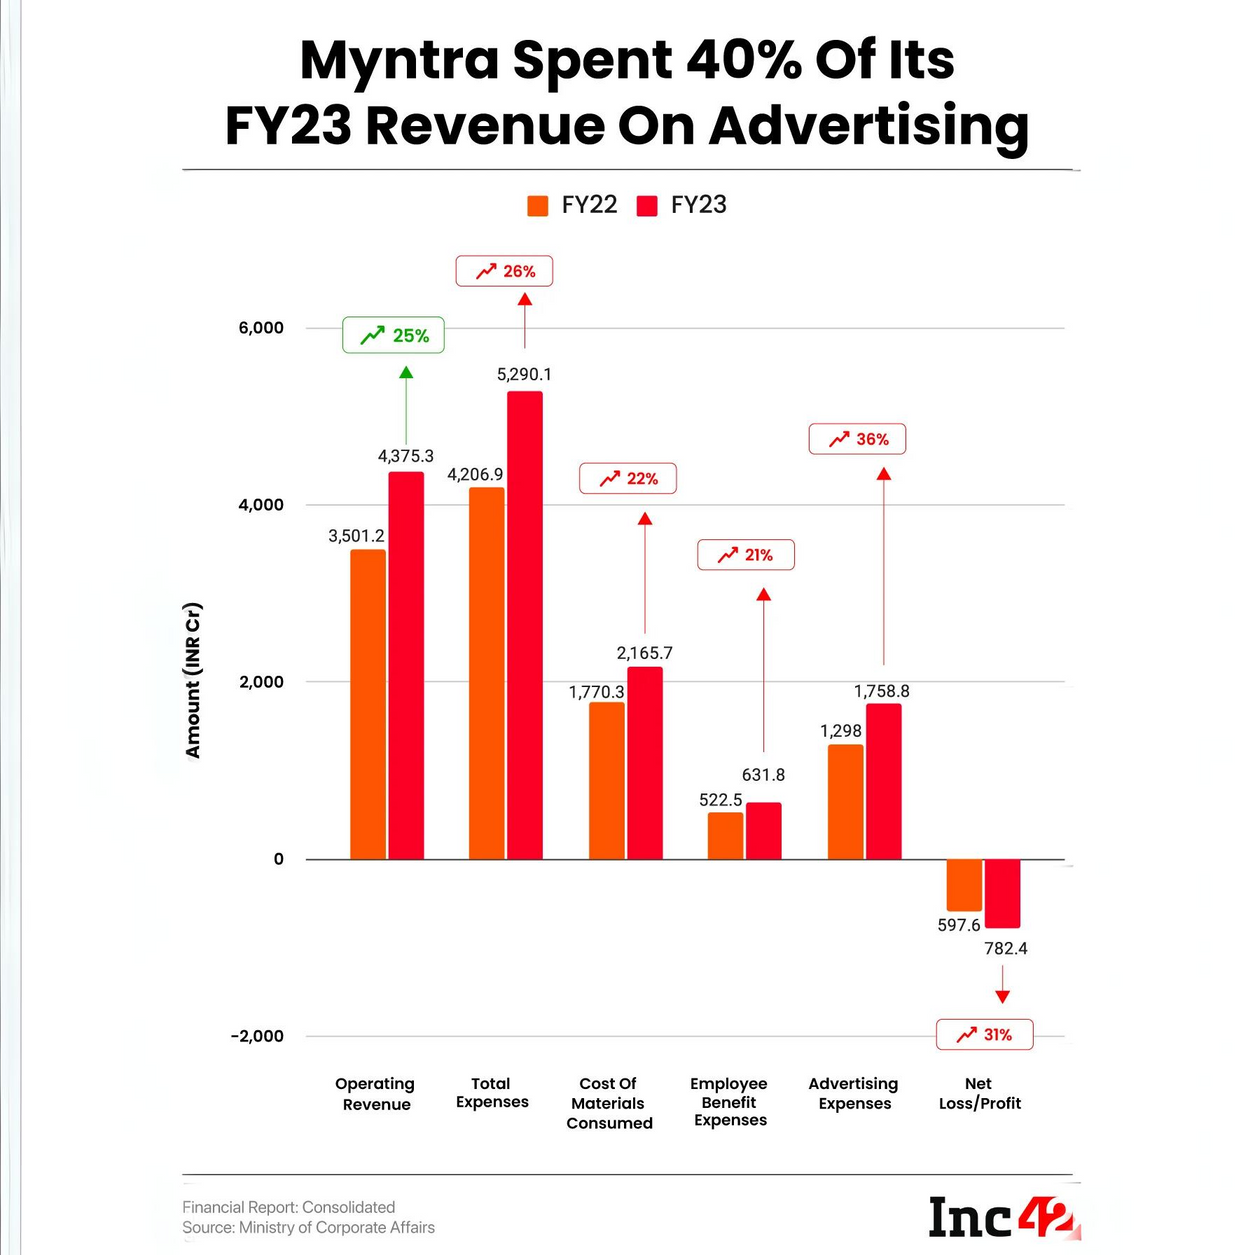 Myntra Spent 40% Of Its
FY23 Revenue On Advertising
FY22 FY23
26%
6,000
25%
5,290.1
4,375.3
4,206.9
36%
22%
4,000
3,501.2
21%
2,165.7
2,000
1,770.3
1,758.8
1,298
631.8
522.5
Amount (INR Cr)
0
597.6
782.4
-2,000
31%
Operating
Revenue
Total
Expenses
Cost Of
Materials
Consumed
Employee
Benefit
Expenses
Advertising
Expenses
Net
Loss/Profit
Financial Report: Consolidated
Source: Ministry of Corporate Affairs
Inc42